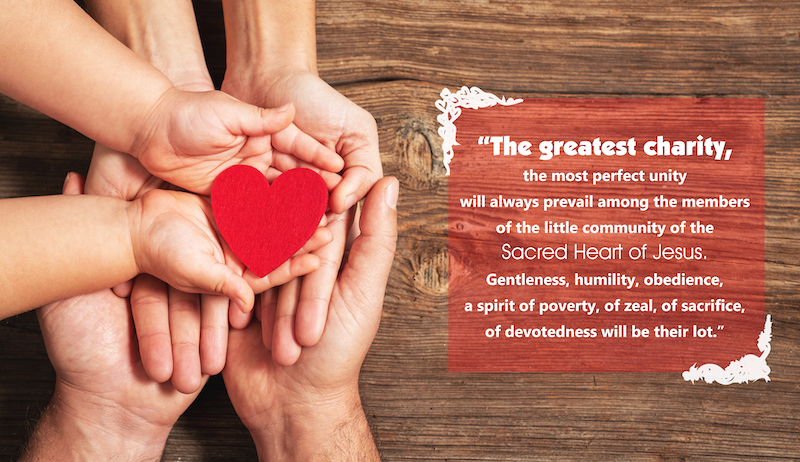 “The greatest charity,
the most perfect unity
will always prevail among the members
of the little community of the
Sacred Heart of Jesus.
Gentleness, humility, obedience,
a spirit of poverty, of zeal, of sacrifice,
of devotedness will be their lot.”